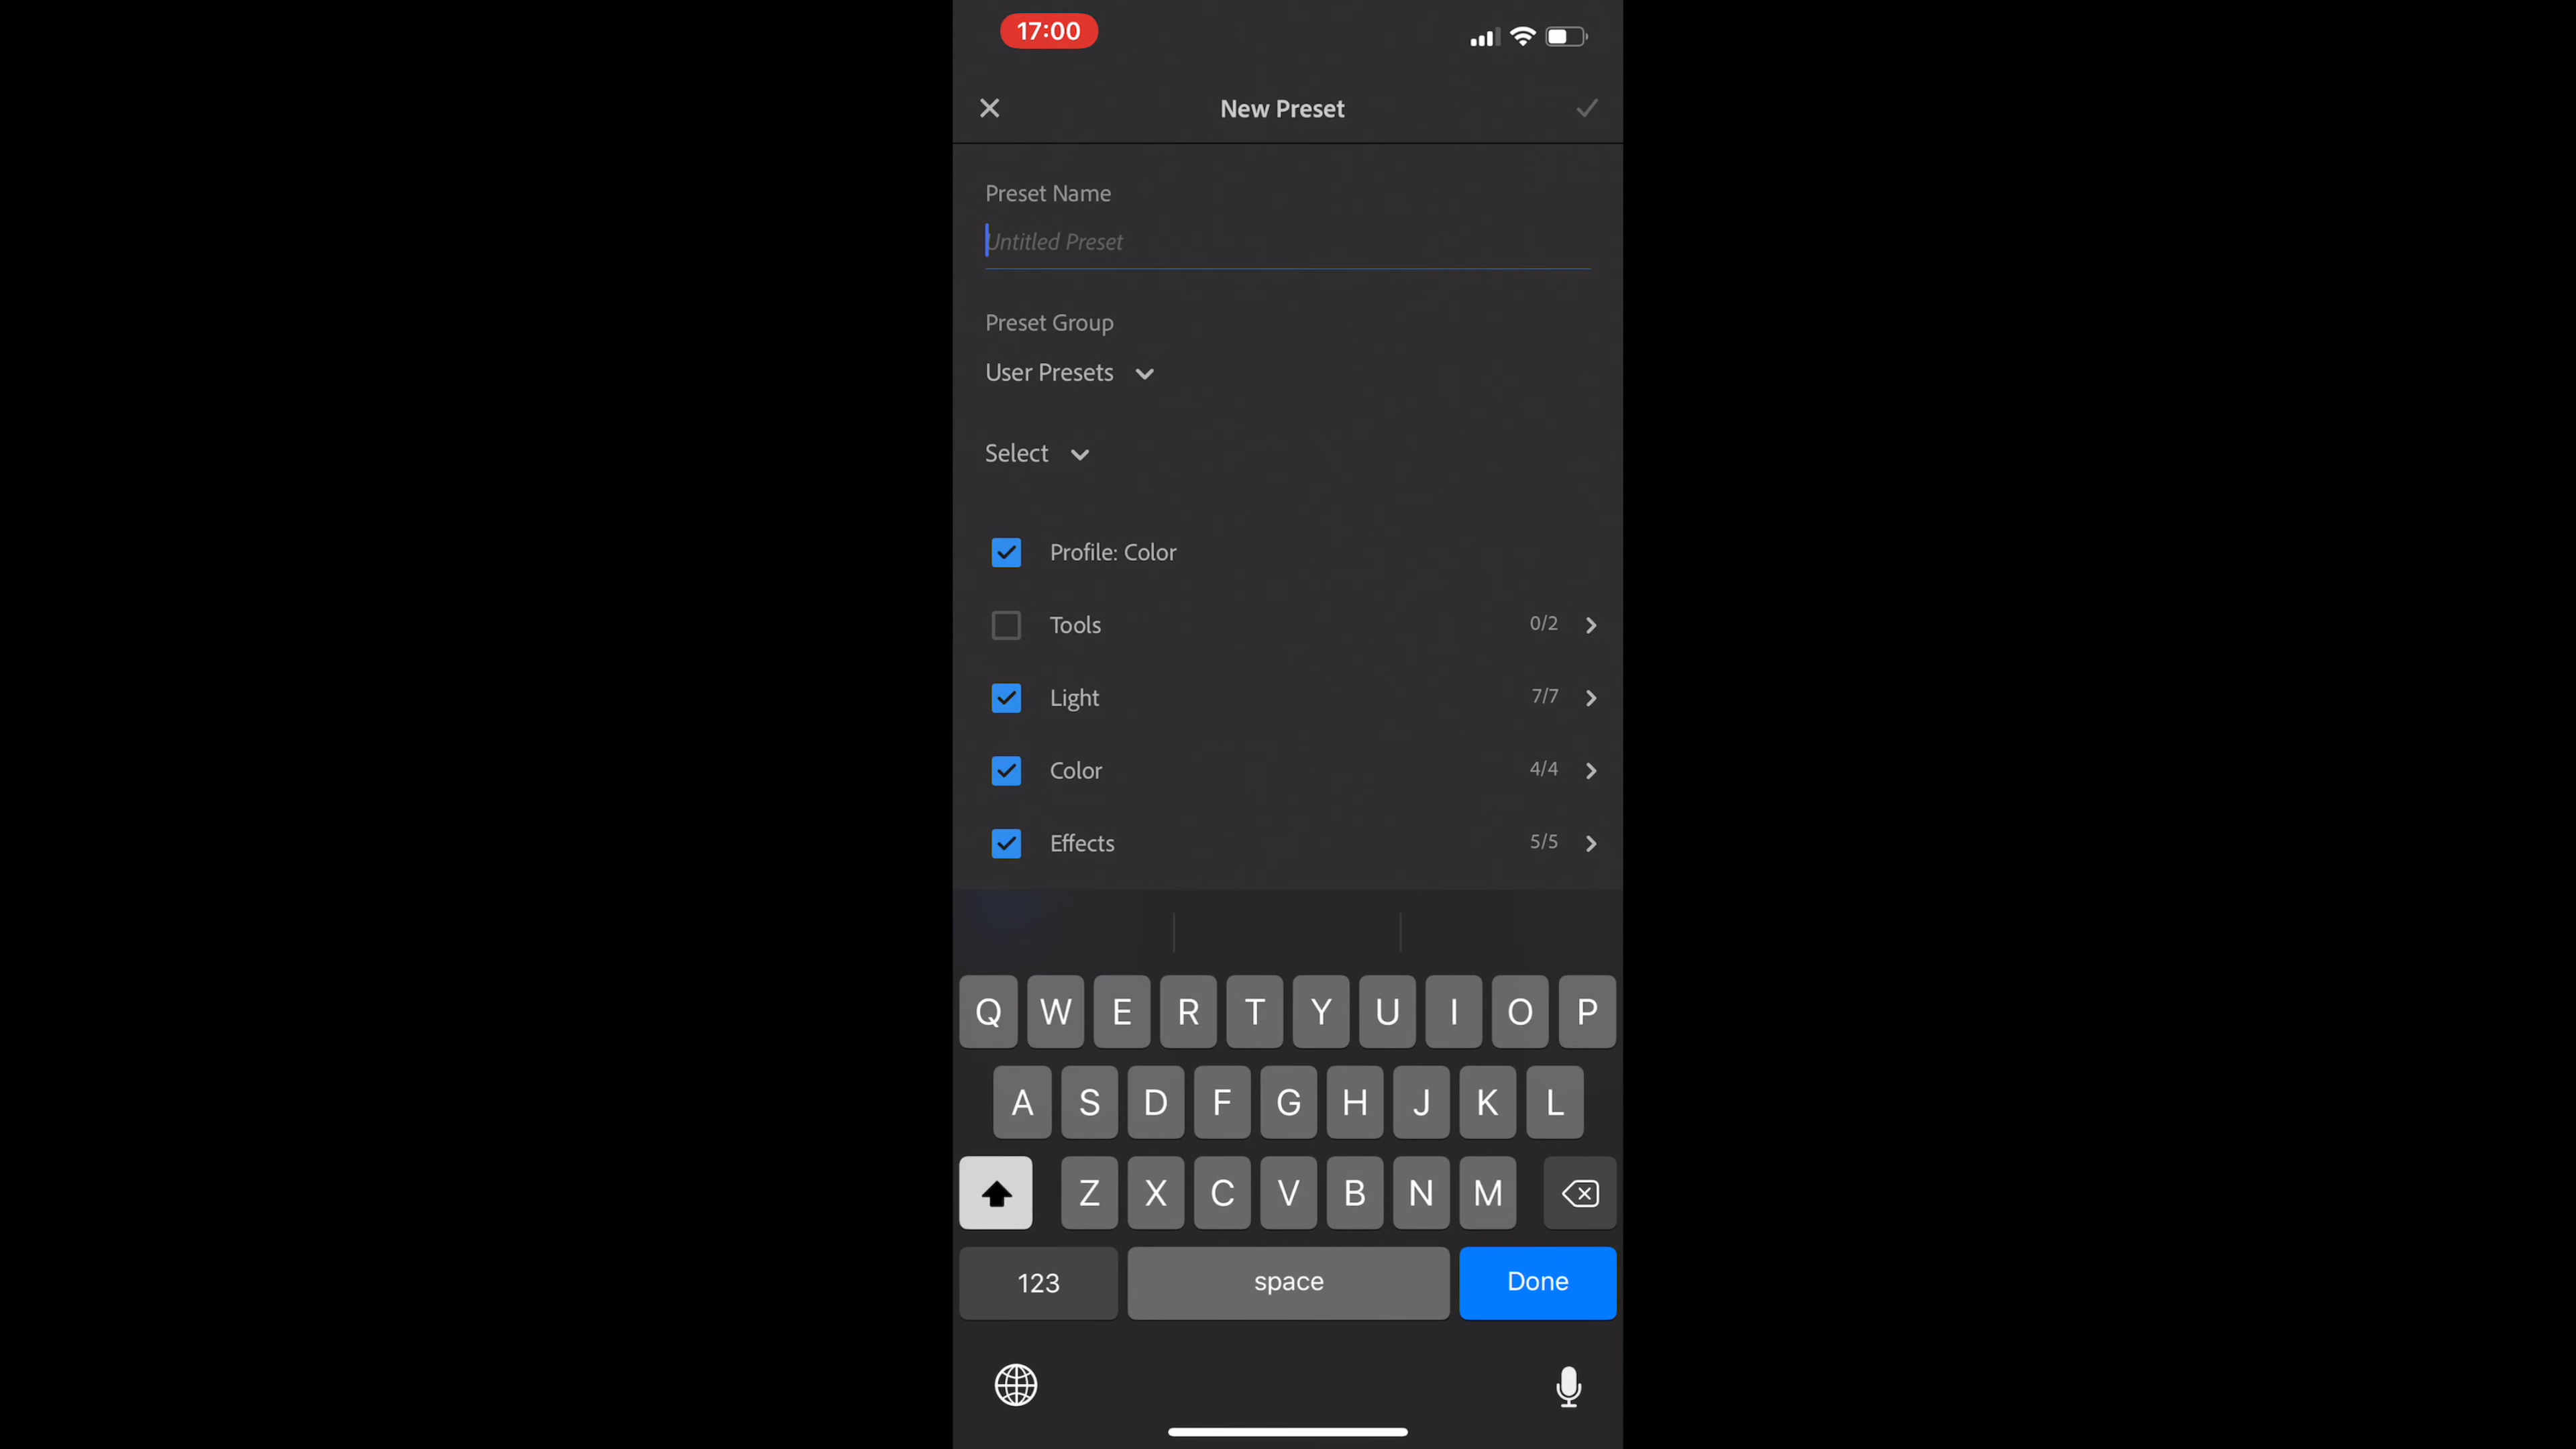 17:00
New Preset
Preset Name
Untitled Preset
Preset Group
User Presets
Select
Profile: Color
Tools 0/2
Light 7/7
Color 4/4
Effects 5/5
Q W E R T Y U I O P
A S D F G H J K L
Z X C V B N M
123 space Done